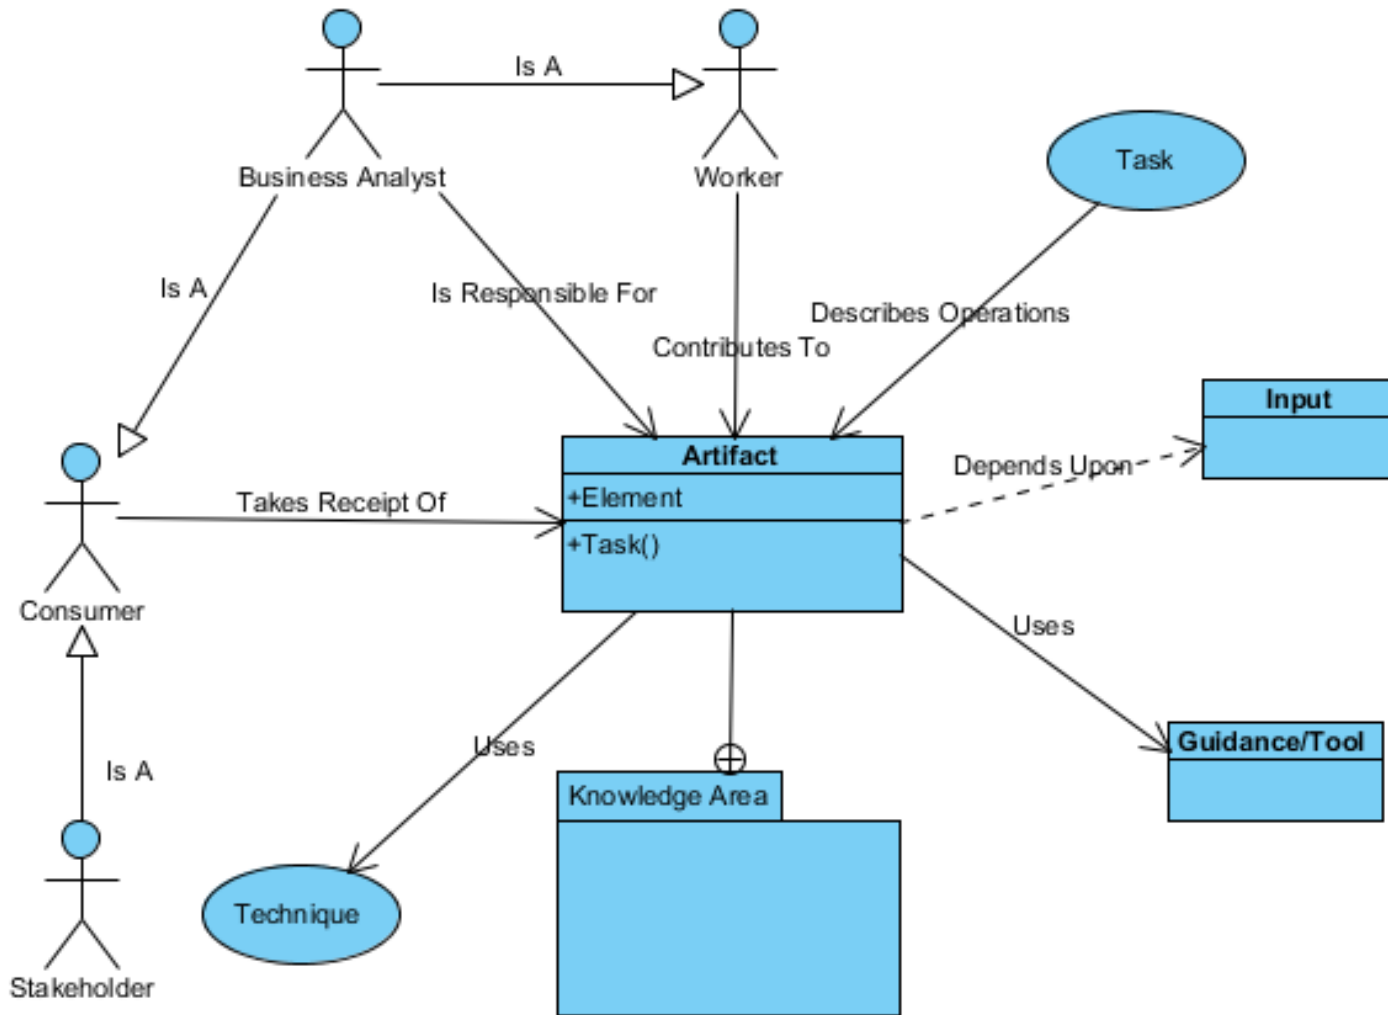 Is A
Business Analyst
Worker
Task
Is A
Is Responsible For
Describes Operations
Contributes To
Input
Artifact
Depends Upon
+Element
Takes Receipt Of
+Task()
Consumer
Uses
Uses
Guidance/Tool
Is A
Knowledge Area
Technique
Stakeholder